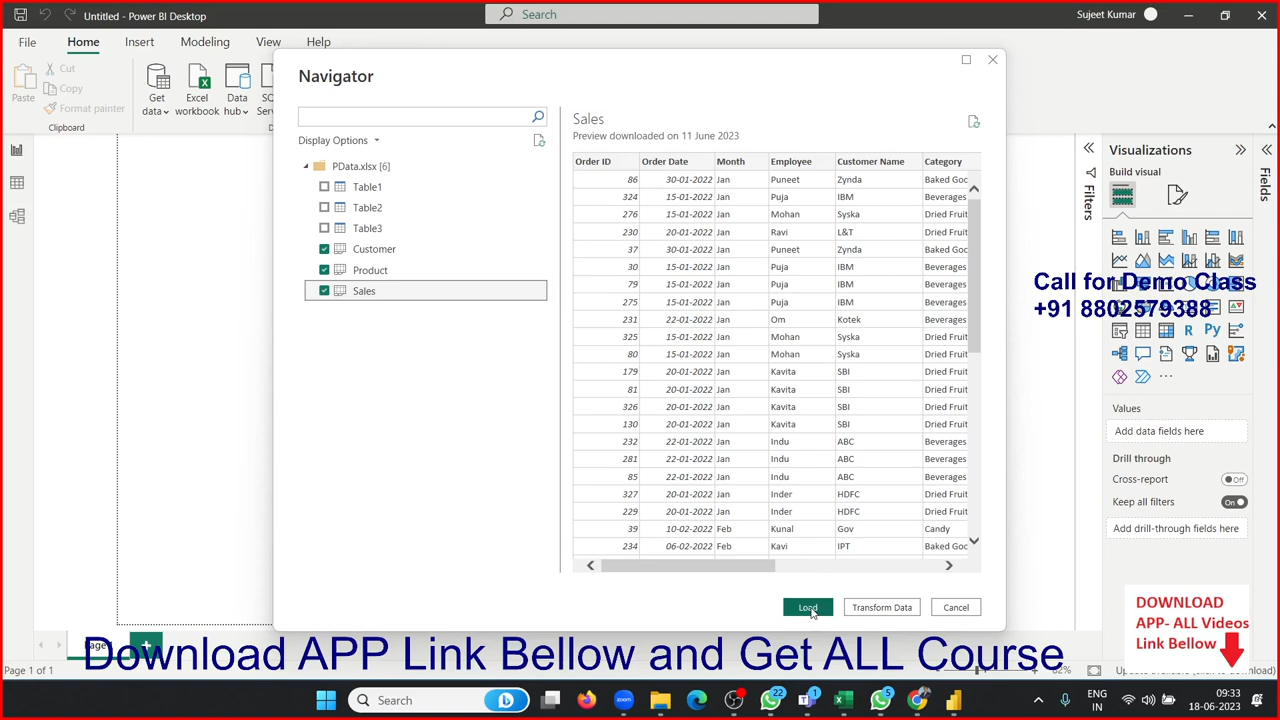 Untitled - Power BI Desktop
Search
Sujeet Kumar
File Home Insert Modeling View Help
Paste
Cut
Copy
Format painter
Clipboard
Get data
Excel workbook
Data hub
Navigator
Display Options
PData.xlsx [6]
Table1
Table2
Table3
Customer
Product
Sales
Sales
Preview downloaded on 11 June 2023
Order ID Order Date Month Employee Customer Name Category
86 30-01-2022 Jan Puneet Zynda Baked Goo
324 15-01-2022 Jan Puja IBM Beverages
276 15-01-2022 Jan Mohan Syska Dried Fruit
230 15-01-2022 Jan Ravi L&T Dried Fruit
37 30-01-2022 Jan Puneet Zynda Baked Goo
30 15-01-2022 Jan Puja IBM Beverages
79 15-01-2022 Jan Puja IBM Beverages
275 15-01-2022 Jan Puja IBM Beverages
231 22-01-2022 Jan Om Kotek Beverages
325 15-01-2022 Jan Mohan Syska Dried Fruit
80 15-01-2022 Jan Mohan Syska Dried Fruit
179 20-01-2022 Jan Kavita SBI Dried Fruit
81 20-01-2022 Jan Kavita SBI Dried Fruit
326 20-01-2022 Jan Kavita SBI Dried Fruit
130 20-01-2022 Jan Kavita SBI Dried Fruit
232 22-01-2022 Jan Indu ABC Beverages
281 22-01-2022 Jan Indu ABC Beverages
85 22-01-2022 Jan Indu ABC Beverages
327 20-01-2022 Jan Inder HDFC Dried Fruit
229 20-01-2022 Jan Inder HDFC Dried Fruit
39 10-02-2022 Feb Kunal Gov Candy
234 06-02-2022 Feb Kavi IPT Baked Goo
Load Transform Data Cancel
Filters
Visualizations
Build visual
Fields
Call for Demo Class
+91 8802579388
R Py
Values
Add data fields here
Drill through
Cross-report Off
Keep all filters On
Add drill-through fields here
DOWNLOAD
APP- ALL Videos
Link Bellow
Download APP Link Bellow and Get ALL Course
Page 1 of 1
Search
22
1
5
ENG
IN
09:33
18-06-2023